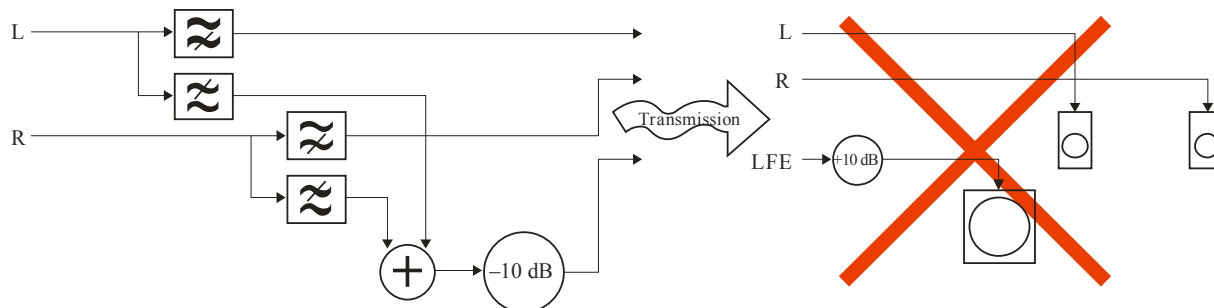 L
R
–10 dB
Transmission
L
R
LFE
+10 dB